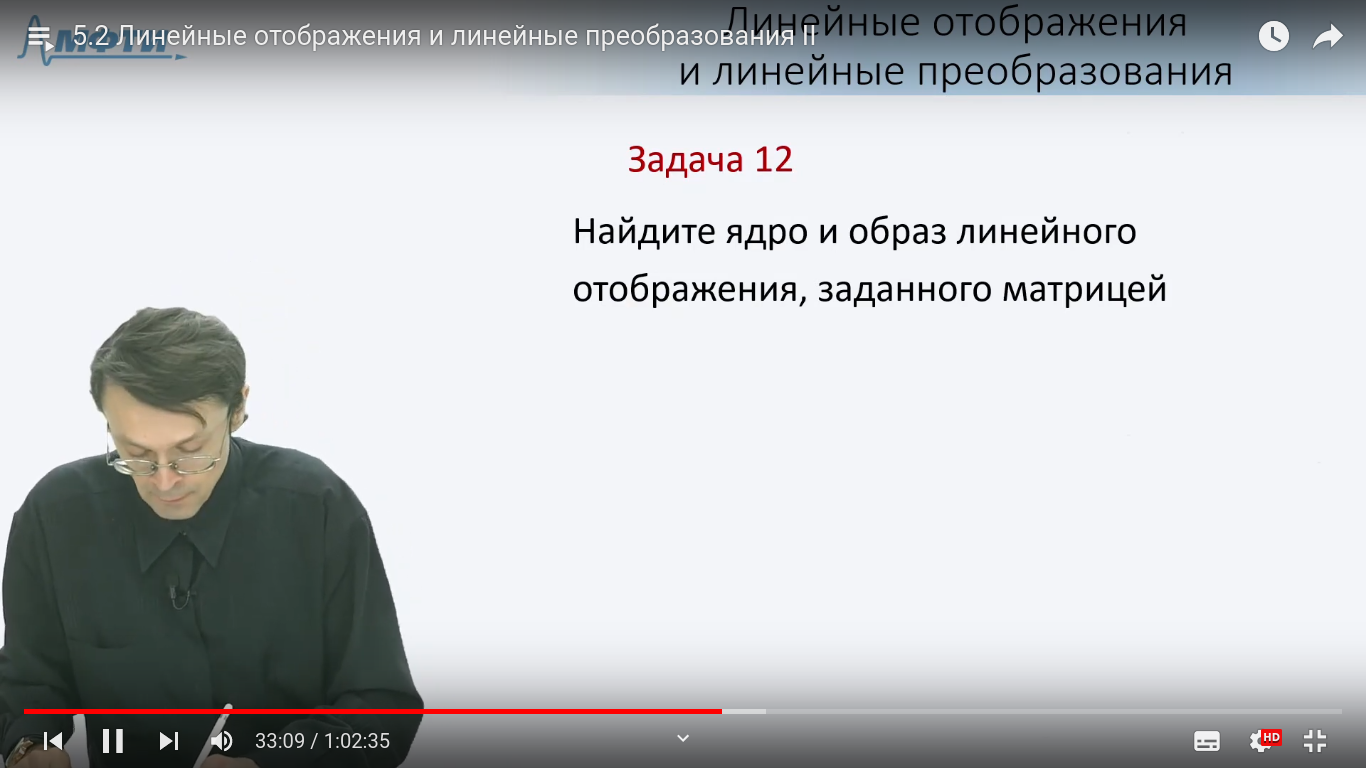 5.2 Линейные отображения и линейные преобразования II
МФТИ
Линейные отображения
и линейные преобразования
Задача 12
Найдите ядро и образ линейного
отображения, заданного матрицей
33:09 / 1:02:35
HD